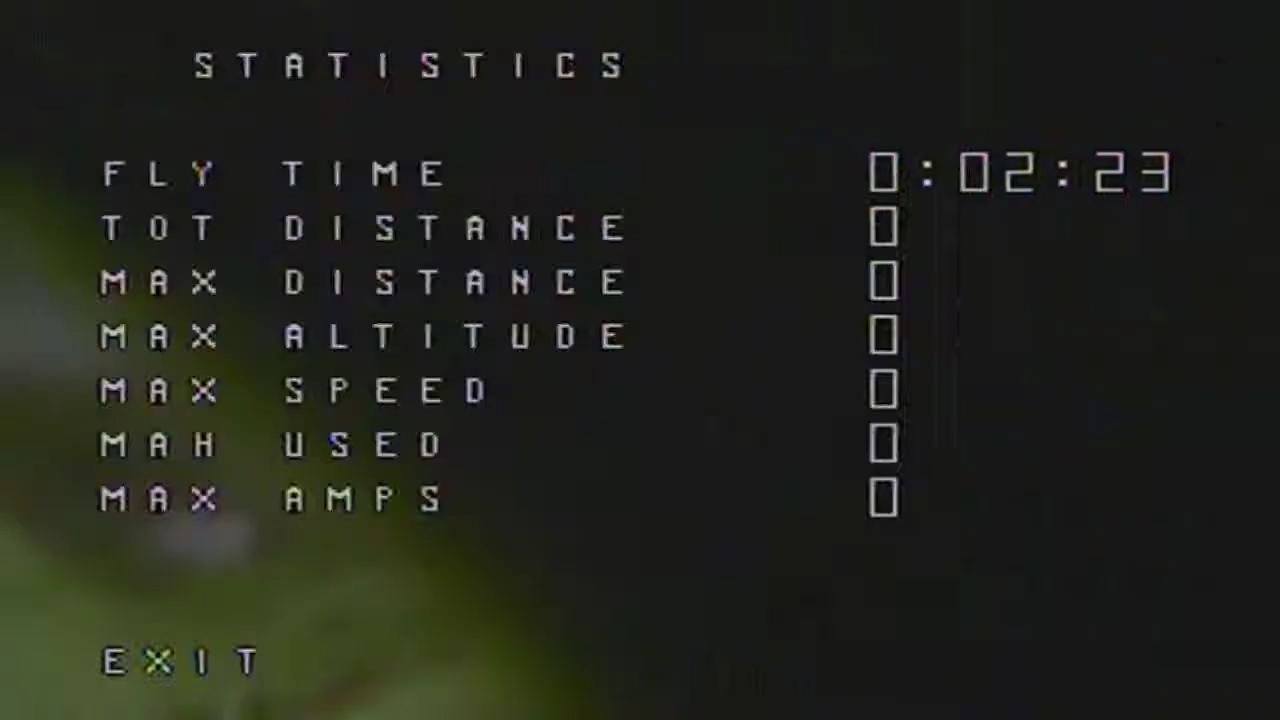 STATISTICS
FLY TIME 0:02:23
TOT DISTANCE 0
MAX DISTANCE 0
MAX ALTITUDE 0
MAX SPEED 0
MAH USED 0
MAX AMPS 0
EXIT